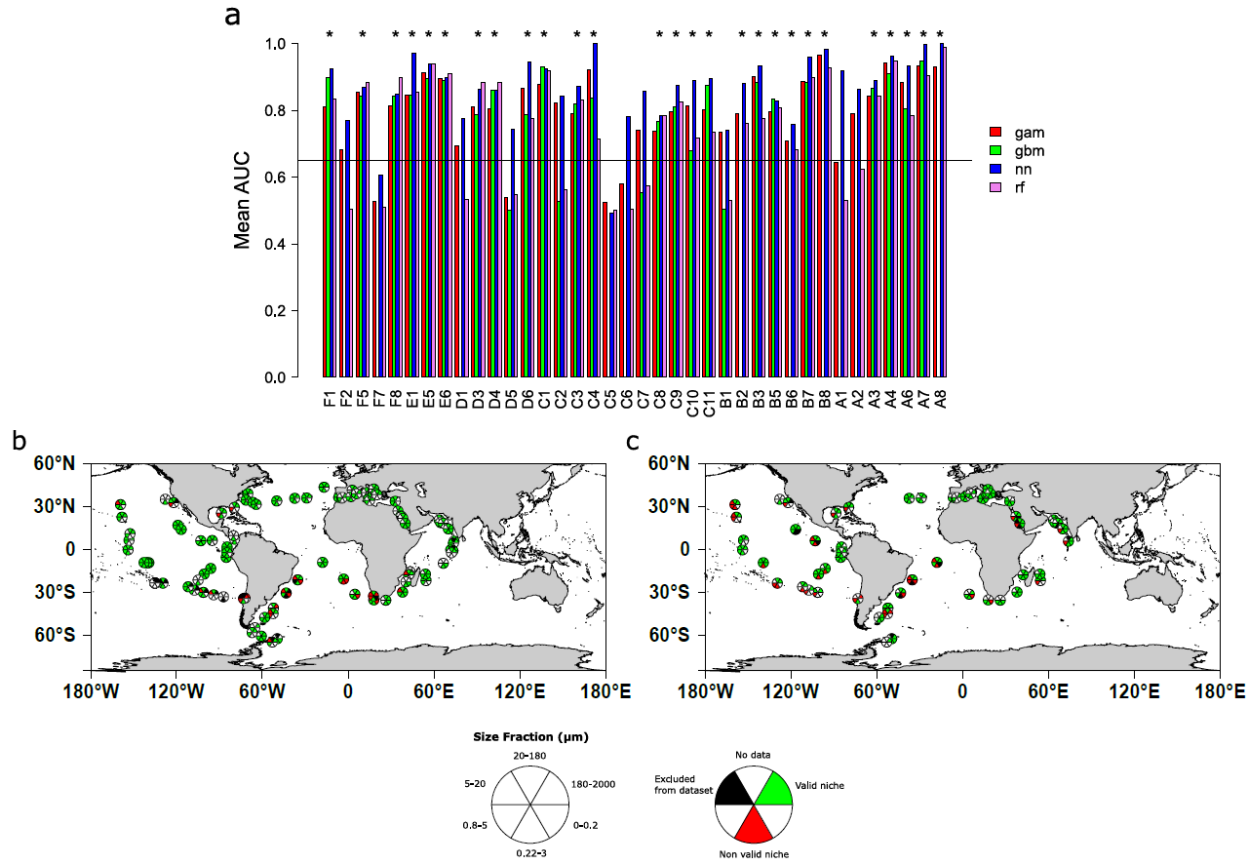 a
* * * * * * * * * * * * * * * * * * * * * * * * * * *
1.0
0.8
0.6
0.4
0.2
0.0
Mean AUC
gam
gbm
nn
rf
F1 F2 F5 F7 F8 E1 E5 E6 D1 D3 D4 D5 D6 C1 C2 C3 C4 C5 C6 C7 C8 C9 C10 C11 B1 B2 B3 B5 B6 B7 B8 A1 A2 A3 A4 A6 A7 A8
b
60°N
30°N
0
30°S
60°S
180°W 120°W 60°W 0 60°E 120°E 180°E
c
60°N
30°N
0
30°S
60°S
180°W 120°W 60°W 0 60°E 120°E 180°E
Size Fraction (µm)
20–180
5–20
180–2000
0.8–5
0–0.2
0.22–3
No data
Excluded
from dataset
Valid niche
Non valid niche